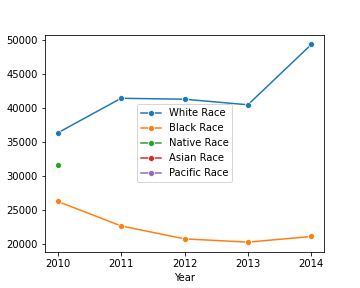 50000
45000
40000
35000
30000
25000
20000
White Race
Black Race
Native Race
Asian Race
Pacific Race
2010 2011 2012 2013 2014
Year